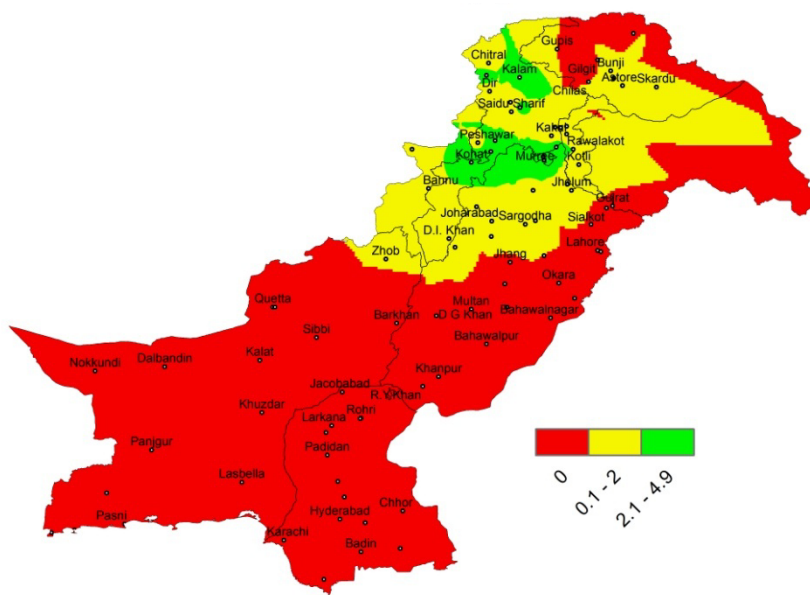 Gupis
Chitral
Bunji
Kalam
Gilgit
Astore
Skardu
Dir
Chilas
Saidu Sharif
Peshawar
Rawalakot
Kohat
Kotli
Bannu
Jhelum
Gujrat
Joharabad
Sargodha
Sialkot
D.I. Khan
Lahore
Zhob
Jhang
Okara
Quetta
Multan
Barkhan
D G Khan
Bahawalnagar
Sibbi
Bahawalpur
Kalat
Dalbandin
Nokkundi
Khanpur
Jacobabad
R.Y.Khan
Khuzdar
Rohri
Larkana
Panjgur
Padidan
Lasbella
Chhor
Pasni
Hyderabad
Karachi
Badin
0
0.1 - 2
2.1 - 4.9